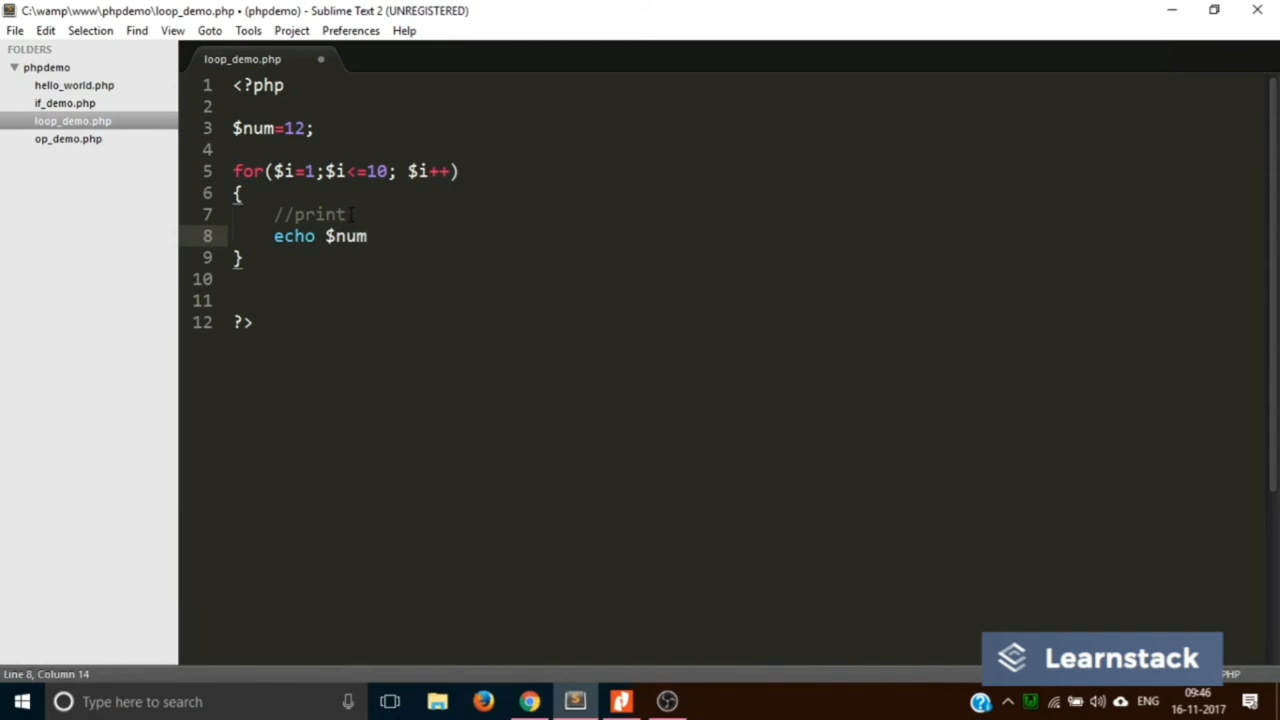 C:\wamp\www\phpdemo\loop_demo.php • (phpdemo) - Sublime Text 2 (UNREGISTERED)
File Edit Selection Find View Goto Tools Project Preferences Help
FOLDERS
phpdemo
hello_world.php
if_demo.php
loop_demo.php
op_demo.php
loop_demo.php
1 <?php
2
3 $num=12;
4
5 for($i=1;$i<=10; $i++)
6 {
7 //print
8 echo $num
9 }
10
11
12 ?>
Learnstack
Line 8, Column 14
PHP
Type here to search
ENG
09:46
16-11-2017